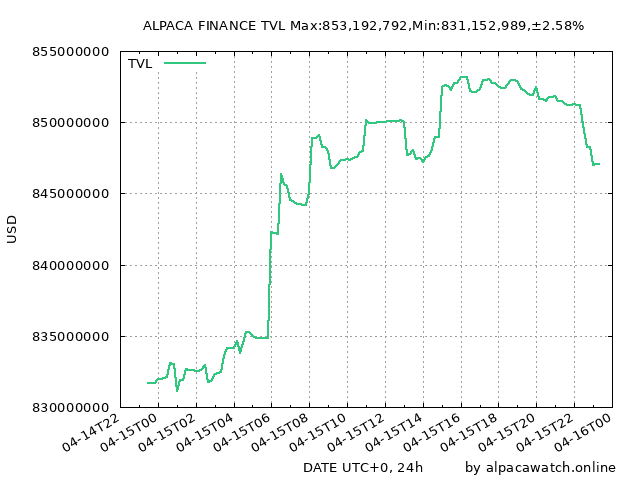 ALPACA FINANCE TVL Max:853,192,792,Min:831,152,989,±2.58%
TVL
855000000
850000000
845000000
840000000
835000000
830000000
USD
04-14T22
04-15T00
04-15T02
04-15T04
04-15T06
04-15T08
04-15T10
04-15T12
04-15T14
04-15T16
04-15T18
04-15T20
04-15T22
04-16T00
DATE UTC+0, 24h
by alpacawatch.online